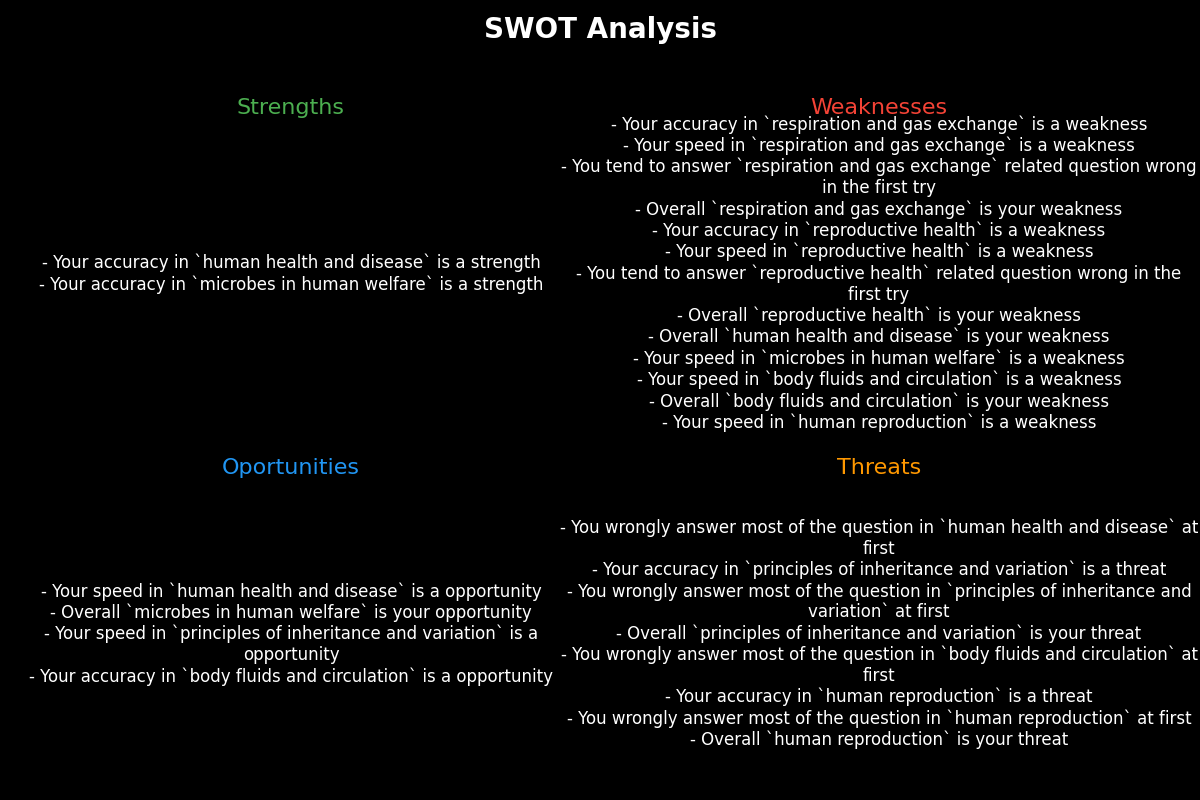 SWOT Analysis
Strengths
- Your accuracy in `human health and disease` is a strength
- Your accuracy in `microbes in human welfare` is a strength
Weaknesses
- Your accuracy in `respiration and gas exchange` is a weakness
- Your speed in `respiration and gas exchange` is a weakness
- You tend to answer `respiration and gas exchange` related question wrong
in the first try
- Overall `respiration and gas exchange` is your weakness
- Your accuracy in `reproductive health` is a weakness
- Your speed in `reproductive health` is a weakness
- You tend to answer `reproductive health` related question wrong in the
first try
- Overall `reproductive health` is your weakness
- Overall `human health and disease` is your weakness
- Your speed in `microbes in human welfare` is a weakness
- Your speed in `body fluids and circulation` is a weakness
- Overall `body fluids and circulation` is your weakness
- Your speed in `human reproduction` is a weakness
Oportunities
- Your speed in `human health and disease` is a opportunity
- Overall `microbes in human welfare` is your opportunity
- Your speed in `principles of inheritance and variation` is a
opportunity
- Your accuracy in `body fluids and circulation` is a opportunity
Threats
- You wrongly answer most of the question in `human health and disease` at
first
- Your accuracy in `principles of inheritance and variation` is a threat
- You wrongly answer most of the question in `principles of inheritance and
variation` at first
- Overall `principles of inheritance and variation` is your threat
- You wrongly answer most of the question in `body fluids and circulation` at
first
- Your accuracy in `human reproduction` is a threat
- You wrongly answer most of the question in `human reproduction` at first
- Overall `human reproduction` is your threat